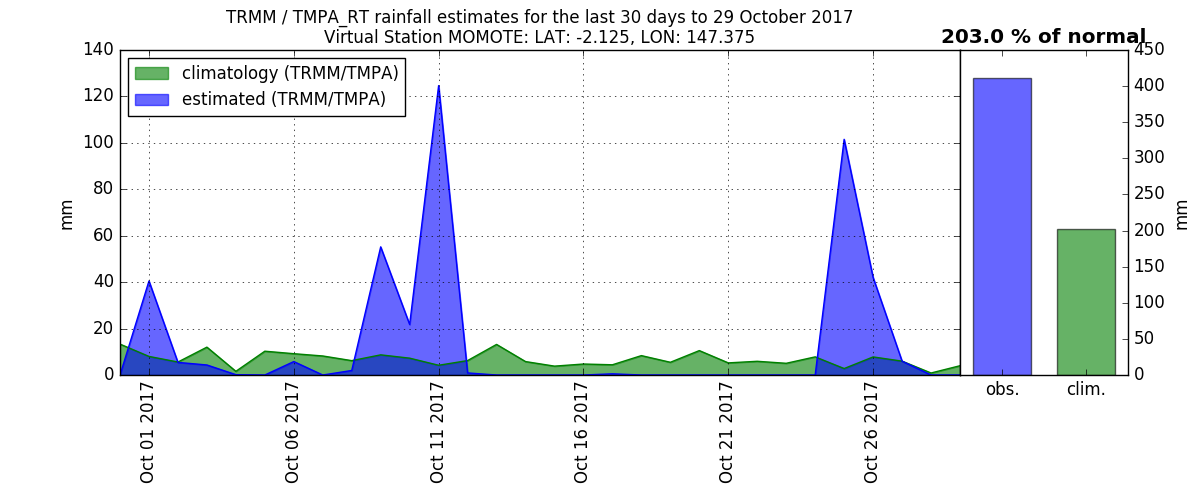 TRMM / TMPA_RT rainfall estimates for the last 30 days to 29 October 2017
Virtual Station MOMOTE: LAT: -2.125, LON: 147.375
203.0 % of normal
climatology (TRMM/TMPA)
estimated (TRMM/TMPA)
mm
140
120
100
80
60
40
20
0
Oct 01 2017
Oct 06 2017
Oct 11 2017
Oct 16 2017
Oct 21 2017
Oct 26 2017
450
400
350
300
250
200
150
100
50
0
mm
obs.
clim.